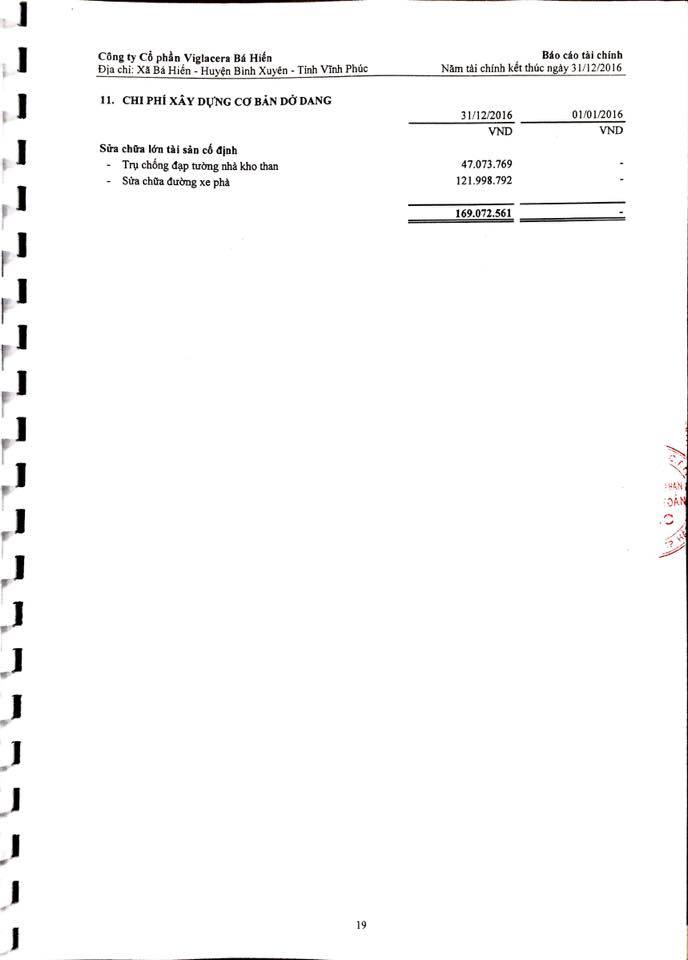 Công ty Cổ phần Viglacera Bá Hiến Báo cáo tài chính
Địa chỉ: Xã Bá Hiến - Huyện Bình Xuyên - Tỉnh Vĩnh Phúc Năm tài chính kết thúc ngày 31/12/2016
11. CHI PHÍ XÂY DỰNG CƠ BẢN DỞ DANG
31/12/2016 01/01/2016
VND VND
Sửa chữa lớn tài sản cố định
- Trụ chống đạp tường nhà kho than 47.073.769 -
- Sửa chữa đường xe phà 121.998.792 -
169.072.561 -
19